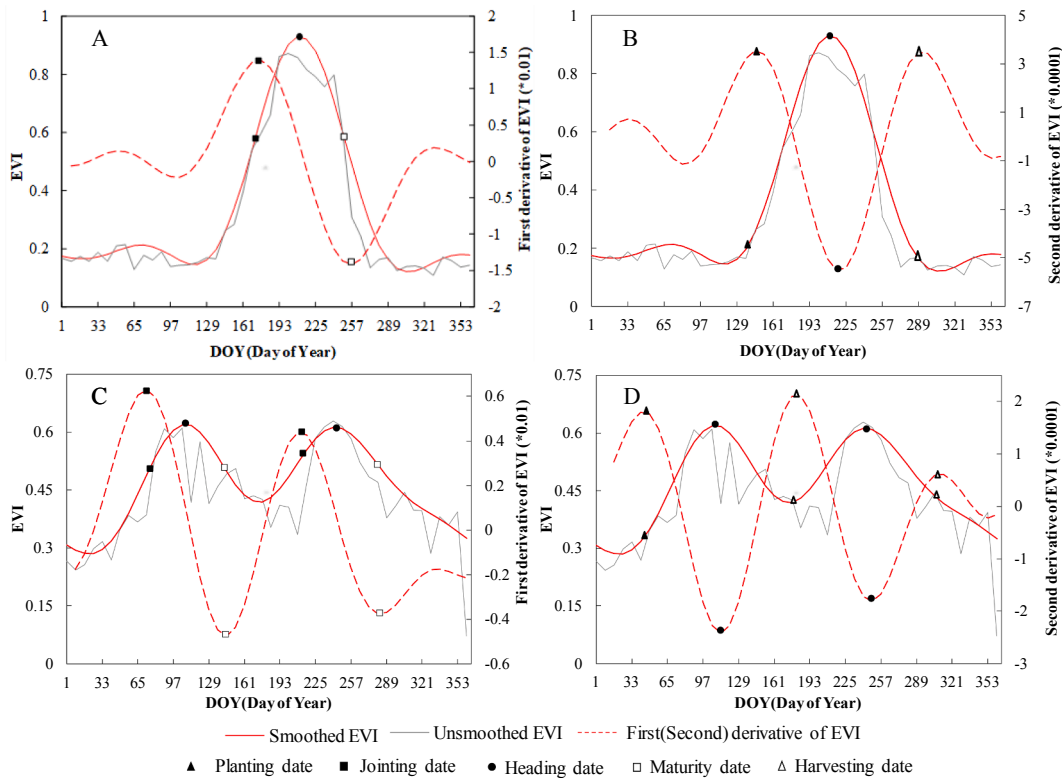 A
EVI
1
0.8
0.6
0.4
0.2
0
2
1.5
1
0.5
0
-0.5
-1
-1.5
-2
First derivative of EVI (*0.01)
1 33 65 97 129 161 193 225 257 289 321 353
DOY(Day of Year)
B
EVI
1
0.8
0.6
0.4
0.2
0
5
3
1
-1
-3
-5
-7
Second derivative of EVI (*0.0001)
1 33 65 97 129 161 193 225 257 289 321 353
DOY(Day of Year)
C
EVI
0.75
0.6
0.45
0.3
0.15
0
0.6
0.4
0.2
0
-0.2
-0.4
-0.6
First derivative of EVI (*0.01)
1 33 65 97 129 161 193 225 257 289 321 353
DOY(Day of Year)
D
EVI
0.75
0.6
0.45
0.3
0.15
0
2
1
0
-1
-2
-3
Second derivative of EVI (*0.0001)
1 33 65 97 129 161 193 225 257 289 321 353
DOY(Day of Year)
Smoothed EVI Unsmoothed EVI First(Second) derivative of EVI
Planting date Jointing date Heading date Maturity date Harvesting date